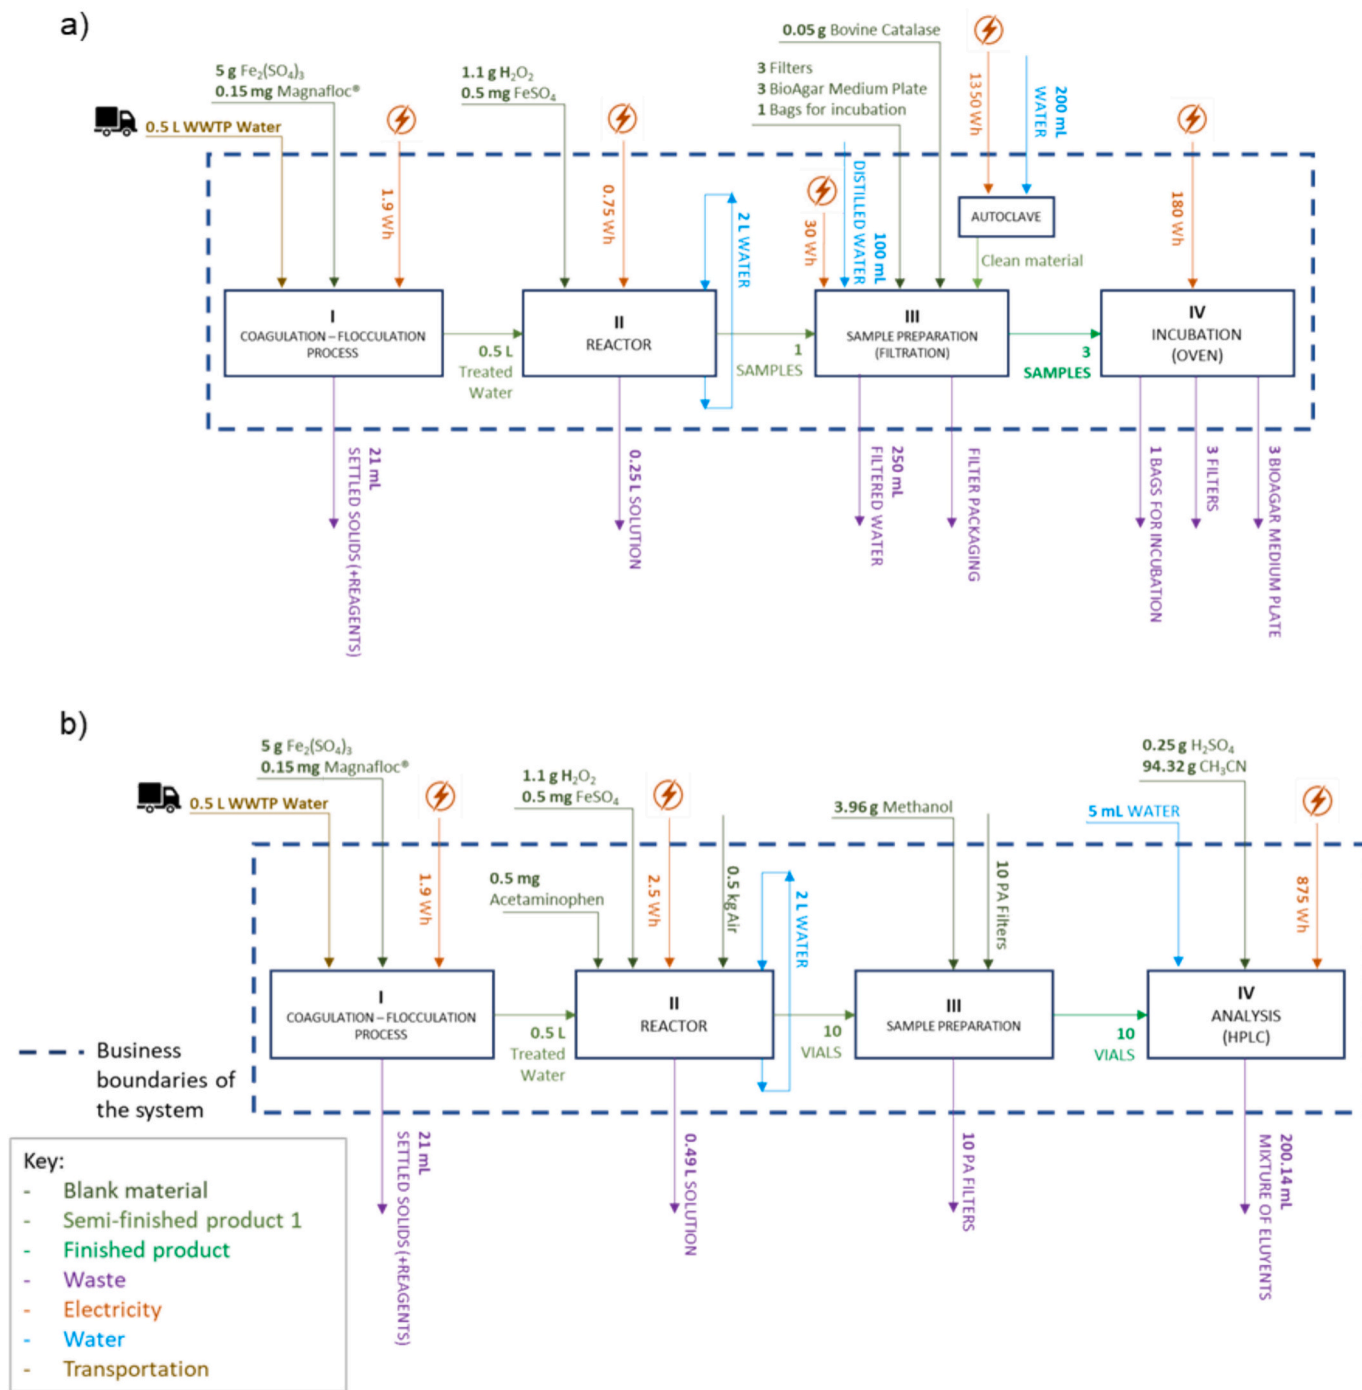 a)
5 g Fe2(SO4)3
0.15 mg Magnafloc®
0.5 L WWTP Water
1.9 Wh
1.1 g H2O2
0.5 mg FeSO4
0.75 Wh
2 L WATER
0.05 g Bovine Catalase
3 Filters
3 BioAgar Medium Plate
1 Bags for incubation
30 Wh
100 mL
DISTILLED WATER
1350 Wh
200 mL
WATER
AUTOCLAVE
Clean material
180 Wh
I
COAGULATION – FLOCCULATION
PROCESS
0.5 L
Treated
Water
II
REACTOR
1
SAMPLES
III
SAMPLE PREPARATION
(FILTRATION)
3
SAMPLES
IV
INCUBATION
(OVEN)
21 mL
SETTLED SOLIDS (+REAGENTS)
0.25 L SOLUTION
250 mL
FILTERED WATER
FILTER PACKAGING
1 BAGS FOR INCUBATION
3 FILTERS
3 BIOAGAR MEDIUM PLATE
b)
5 g Fe2(SO4)3
0.15 mg Magnafloc®
0.5 L WWTP Water
1.9 Wh
1.1 g H2O2
0.5 mg FeSO4
0.5 mg
Acetaminophen
2.5 Wh
0.5 kg Air
2 L WATER
3.96 g Methanol
10 PA Filters
0.25 g H2SO4
94.32 g CH3CN
5 mL WATER
875 Wh
I
COAGULATION – FLOCCULATION
PROCESS
0.5 L
Treated
Water
II
REACTOR
10
VIALS
III
SAMPLE PREPARATION
10
VIALS
IV
ANALYSIS
(HPLC)
21 mL
SETTLED SOLIDS (+REAGENTS)
0.49 L SOLUTION
10 PA FILTERS
200.14 mL
MIXTURE OF ELUYENTS
Business
boundaries of
the system
Key:
- Blank material
- Semi-finished product 1
- Finished product
- Waste
- Electricity
- Water
- Transportation